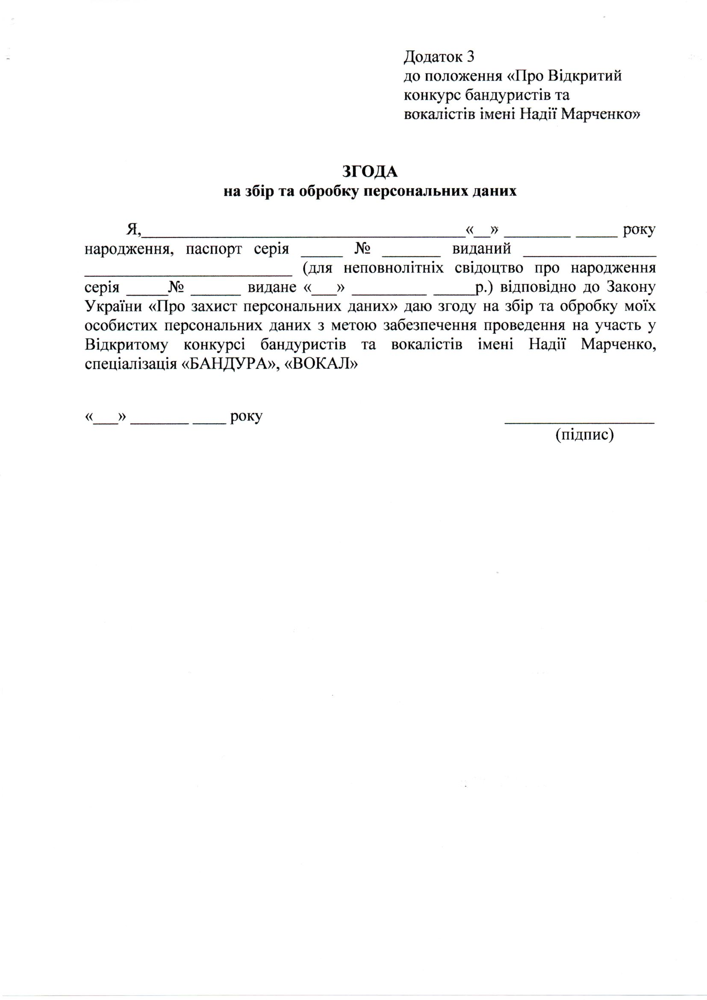 Додаток 3
до положення «Про Відкритий
конкурс бандуристів та
вокалістів імені Надії Марченко»
ЗГОДА
на збір та обробку персональних даних
Я,_______________________________________«__» ________ _____ року
народження, паспорт серія _____ № _______ виданий ________________
_________________________ (для неповнолітніх свідоцтво про народження
серія _____№ ______ видане «___» _________ _____р.) відповідно до Закону
України «Про захист персональних даних» даю згоду на збір та обробку моїх
особистих персональних даних з метою забезпечення проведення на участь у
Відкритому конкурсі бандуристів та вокалістів імені Надії Марченко,
спеціалізація «БАНДУРА», «ВОКАЛ»
«___» _______ ____ року __________________
(підпис)